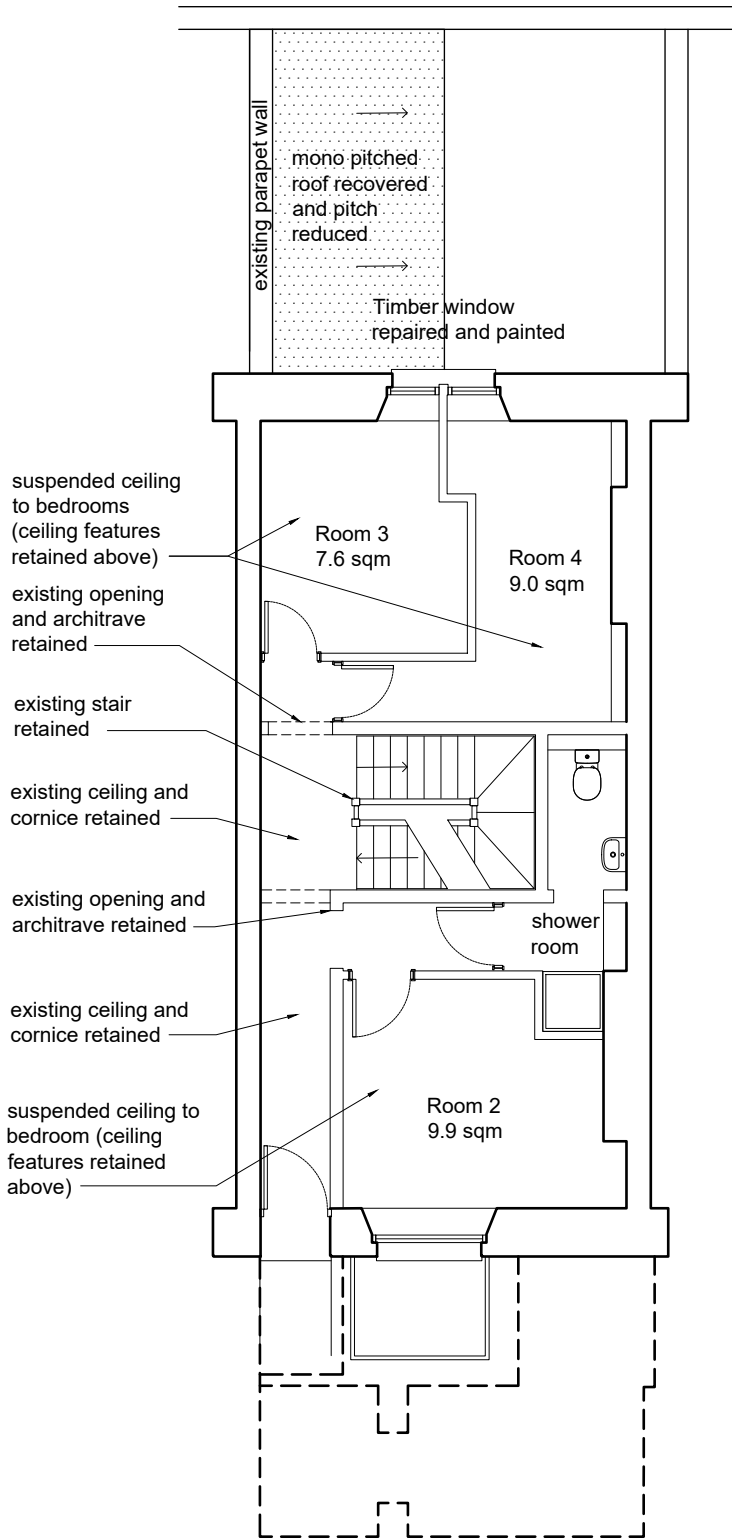 existing parapet wall
mono pitched
roof recovered
and pitch
reduced
Timber window
repaired and painted
suspended ceiling
to bedrooms
(ceiling features
retained above)
Room 3
7.6 sqm
Room 4
9.0 sqm
existing opening
and architrave
retained
existing stair
retained
existing ceiling and
cornice retained
existing opening and
architrave retained
shower
room
existing ceiling and
cornice retained
suspended ceiling to
bedroom (ceiling
features retained
above)
Room 2
9.9 sqm